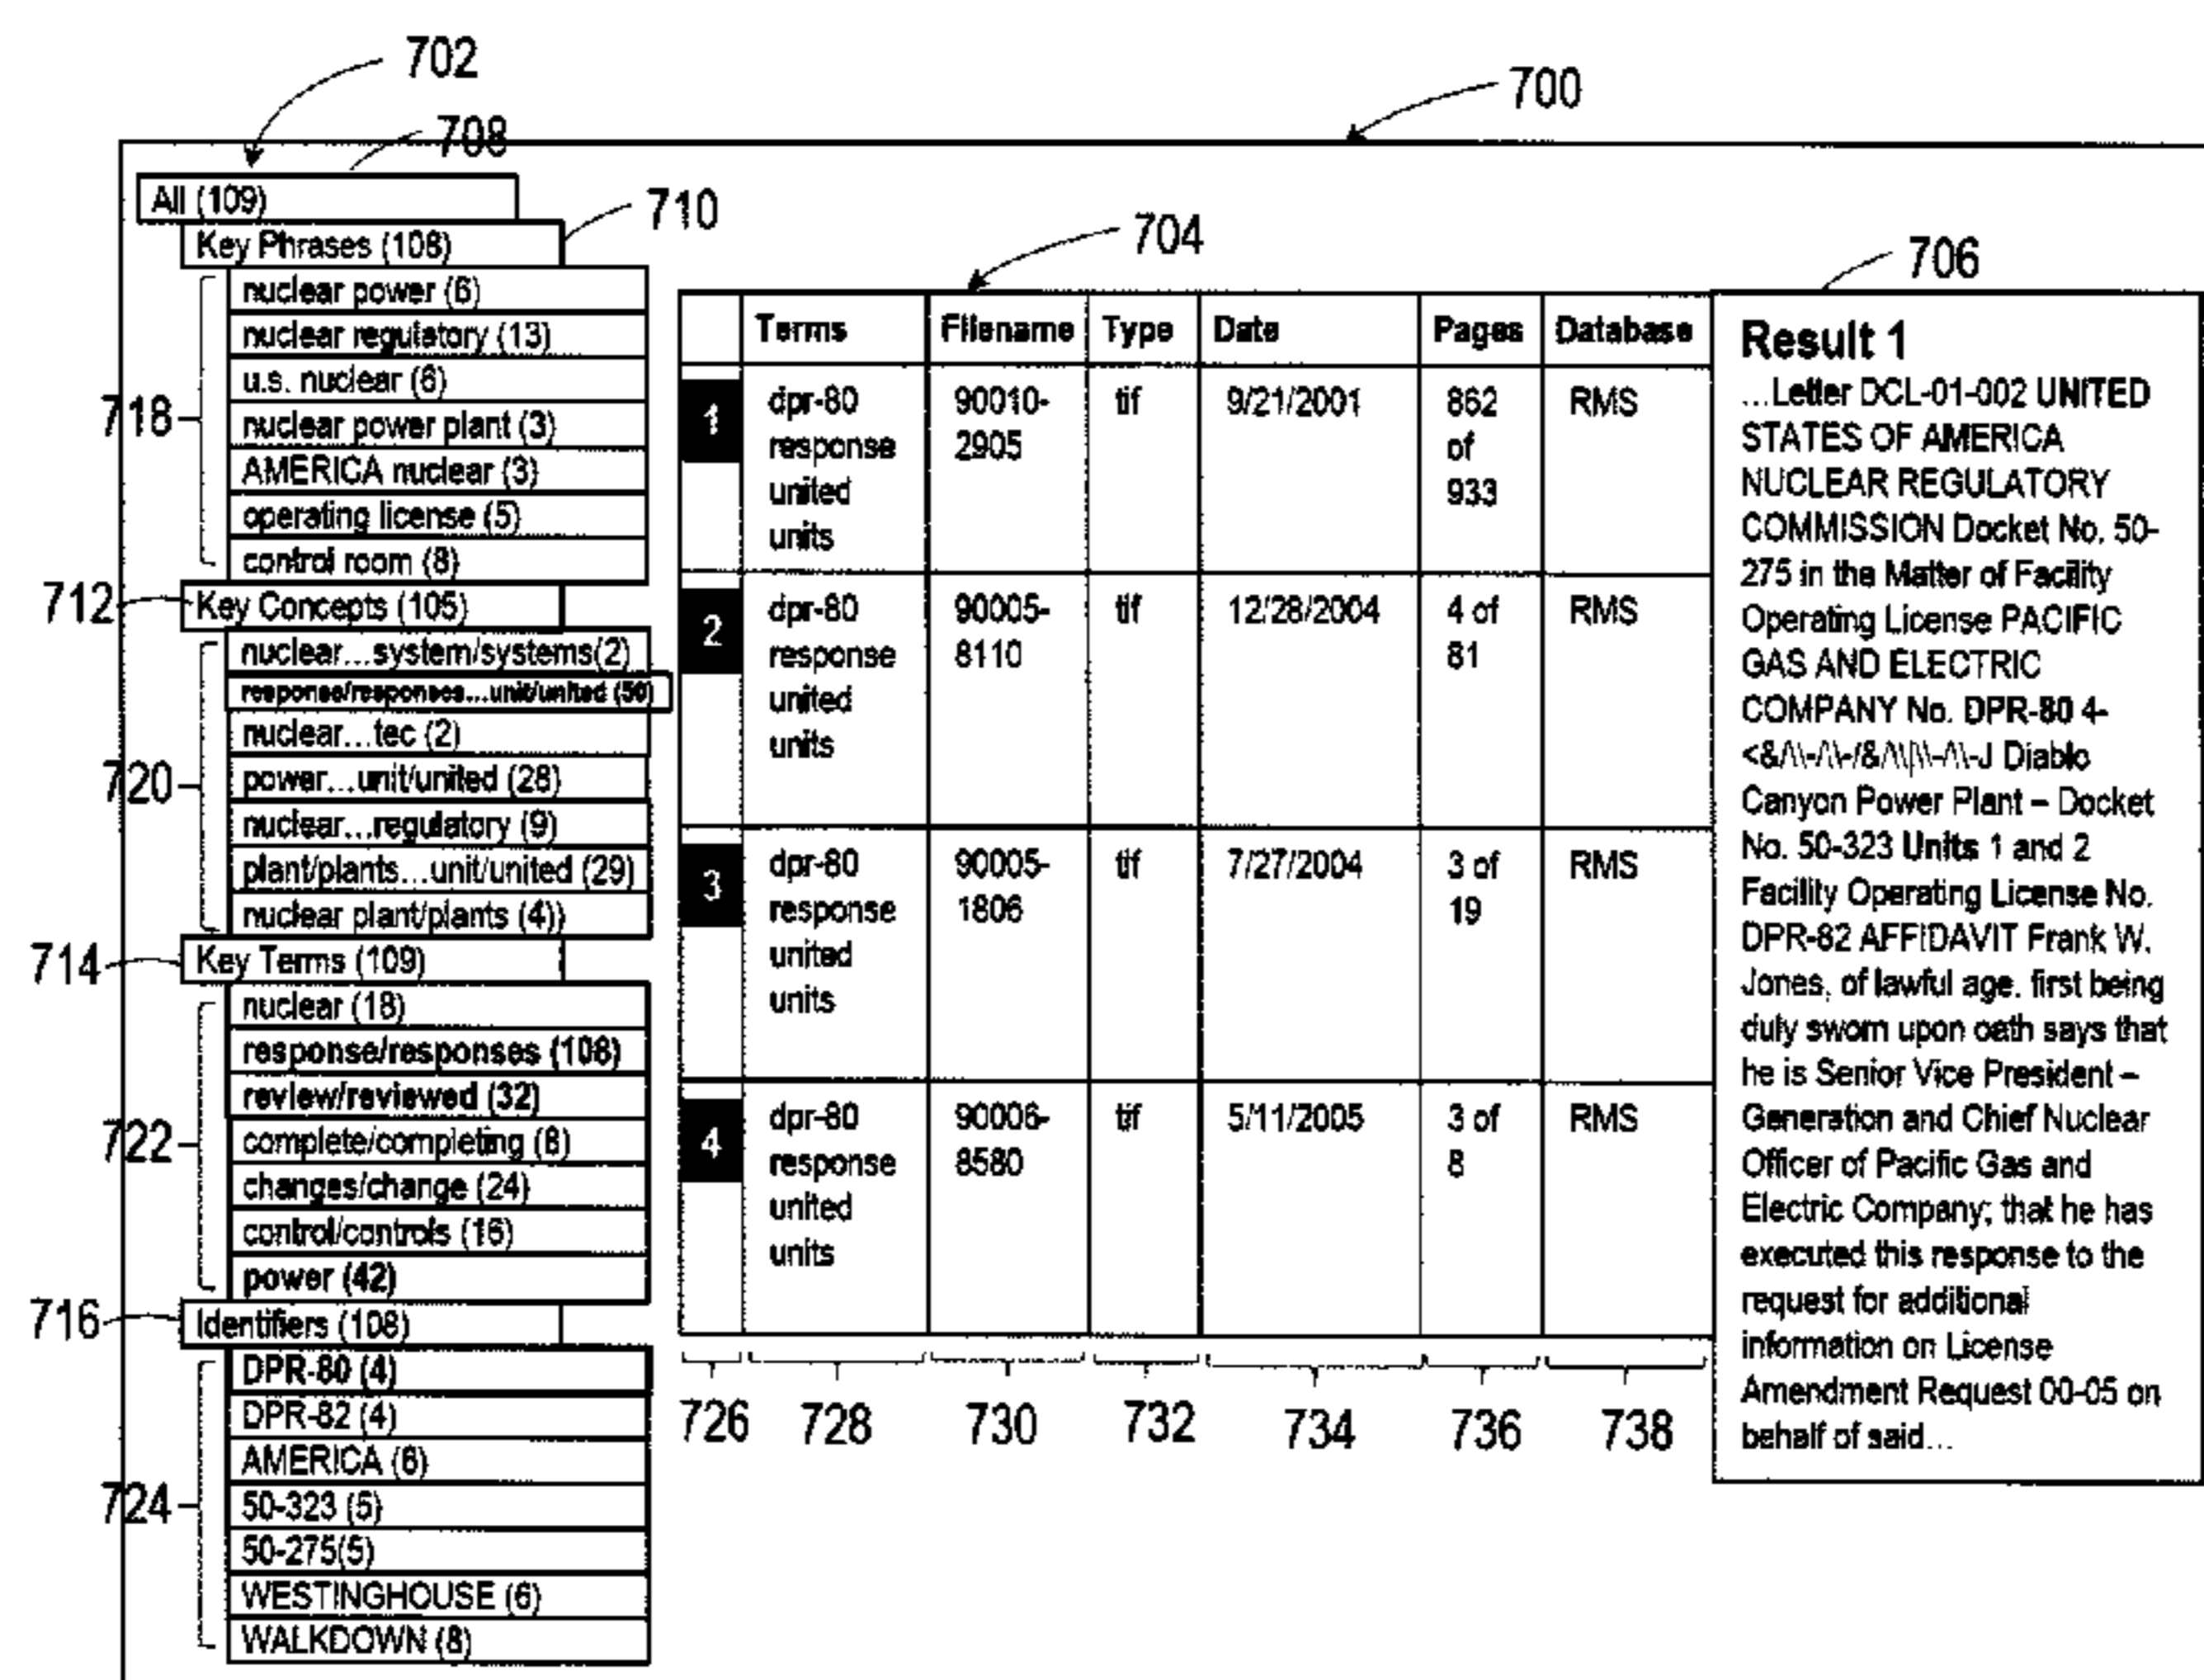 702
700
708
All (109)
710
Key Phrases (108)
704
706
nuclear power (6)
nuclear regulatory (13)
u.s. nuclear (6)
718
nuclear power plant (3)
AMERICA nuclear (3)
operating license (5)
control room (8)
712
Key Concepts (105)
nuclear...system/systems(2)
response/responses...unit/united (50)
nuclear...tec (2)
720
power...unit/united (28)
nuclear...regulatory (9)
plant/plants...unit/united (29)
nuclear plant/plants (4))
714
Key Terms (109)
nuclear (18)
response/responses (108)
review/reviewed (32)
722
complete/completing (8)
changes/change (24)
control/controls (16)
power (42)
716
Identifiers (108)
DPR-80 (4)
DPR-82 (4)
AMERICA (6)
724
50-323 (5)
50-275(5)
WESTINGHOUSE (6)
WALKDOWN (8)
Terms Filename Type Date Pages Database
1 dpr-80 90010- tif 9/21/2001 862 RMS
response 2905 of
united 933
units
2 dpr-80 90005- tif 12/28/2004 4 of RMS
response 8110 81
united
units
3 dpr-80 90005- tif 7/27/2004 3 of RMS
response 1806 19
united
units
4 dpr-80 90006- tif 5/11/2005 3 of RMS
response 8580 8
united
units
726 728 730 732 734 736 738
Result 1
...Letter DCL-01-002 UNITED
STATES OF AMERICA
NUCLEAR REGULATORY
COMMISSION Docket No. 50-
275 in the Matter of Facility
Operating License PACIFIC
GAS AND ELECTRIC
COMPANY No. DPR-80 4-
Diablo
Canyon Power Plant – Docket
No. 50-323 Units 1 and 2
Facility Operating License No.
DPR-82 AFFIDAVIT Frank W.
Jones, of lawful age, first being
duly sworn upon oath says that
he is Senior Vice President –
Generation and Chief Nuclear
Officer of Pacific Gas and
Electric Company; that he has
executed this response to the
request for additional
information on License
Amendment Request 00-05 on
behalf of said...